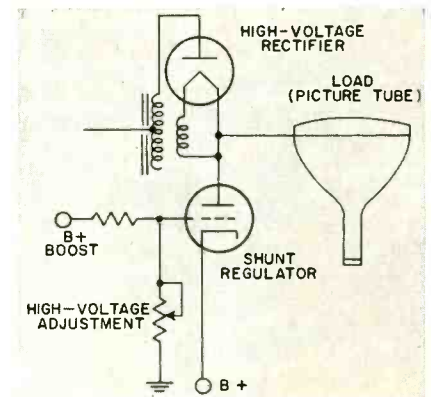 HIGH-VOLTAGE
RECTIFIER
LOAD
(PICTURE TUBE)
B+
BOOST
SHUNT
REGULATOR
HIGH-VOLTAGE
ADJUSTMENT
B+